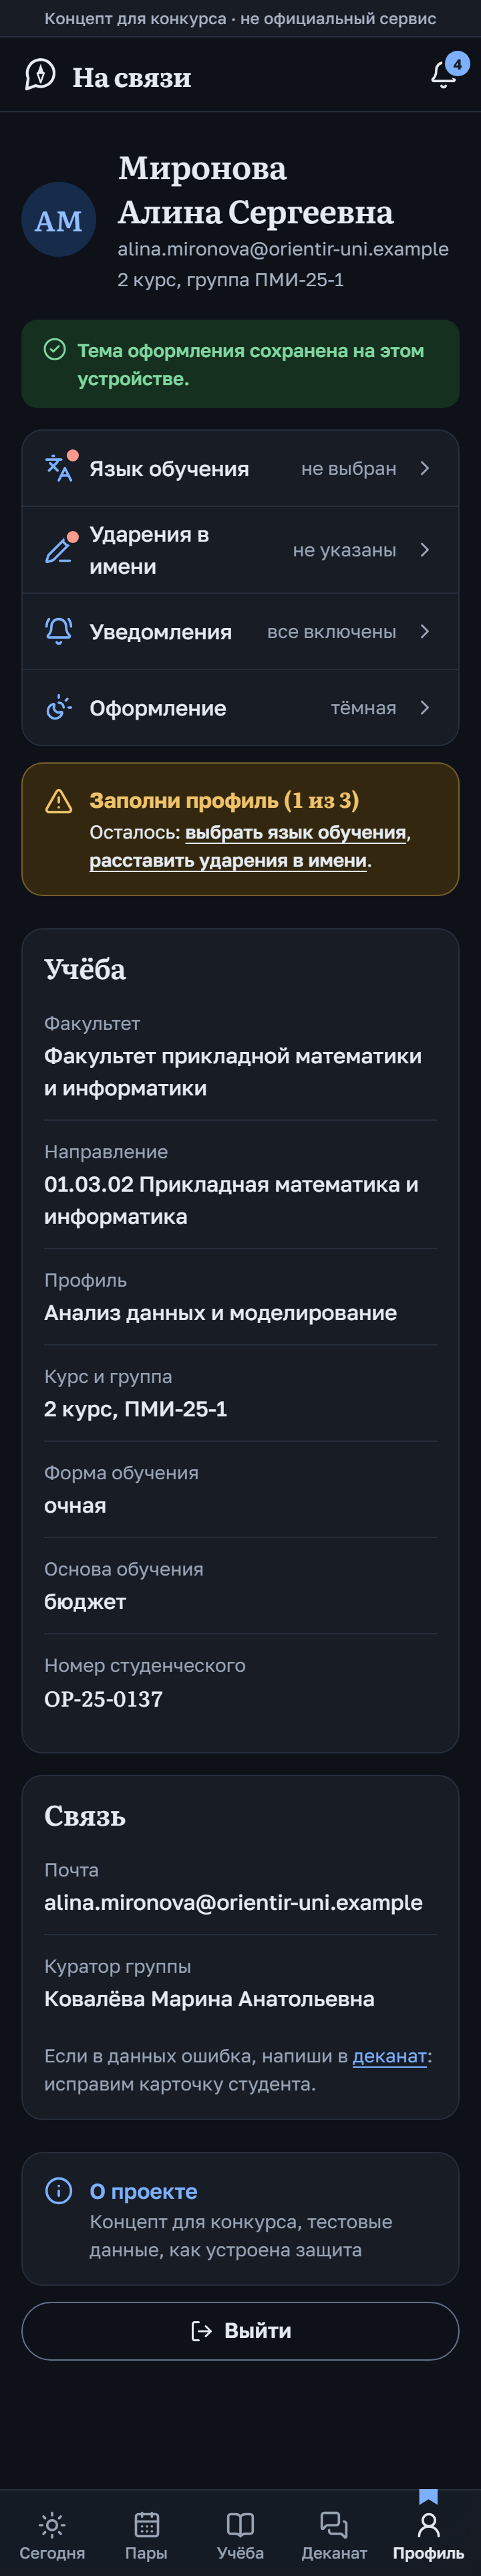 Концепт для конкурса · не официальный сервис
На связи
4
Миронова
АМ
Алина Сергеевна
alina.mironova@orientir-uni.example
2 курс, группа ПМИ-25-1
Тема оформления сохранена на этом
устройстве.
Язык обучения не выбран
Ударения в
имени
не указаны
Уведомления все включены
Оформление тёмная
Заполни профиль (1 из 3)
Осталось: выбрать язык обучения,
расставить ударения в имени.
Учёба
Факультет
Факультет прикладной математики
и информатики
Направление
01.03.02 Прикладная математика и
информатика
Профиль
Анализ данных и моделирование
Курс и группа
2 курс, ПМИ-25-1
Форма обучения
очная
Основа обучения
бюджет
Номер студенческого
ОР-25-0137
Связь
Почта
alina.mironova@orientir-uni.example
Куратор группы
Ковалёва Марина Анатольевна
Если в данных ошибка, напиши в деканат:
исправим карточку студента.
О проекте
Концепт для конкурса, тестовые
данные, как устроена защита
Выйти
Сегодня Пары Учёба Деканат Профиль